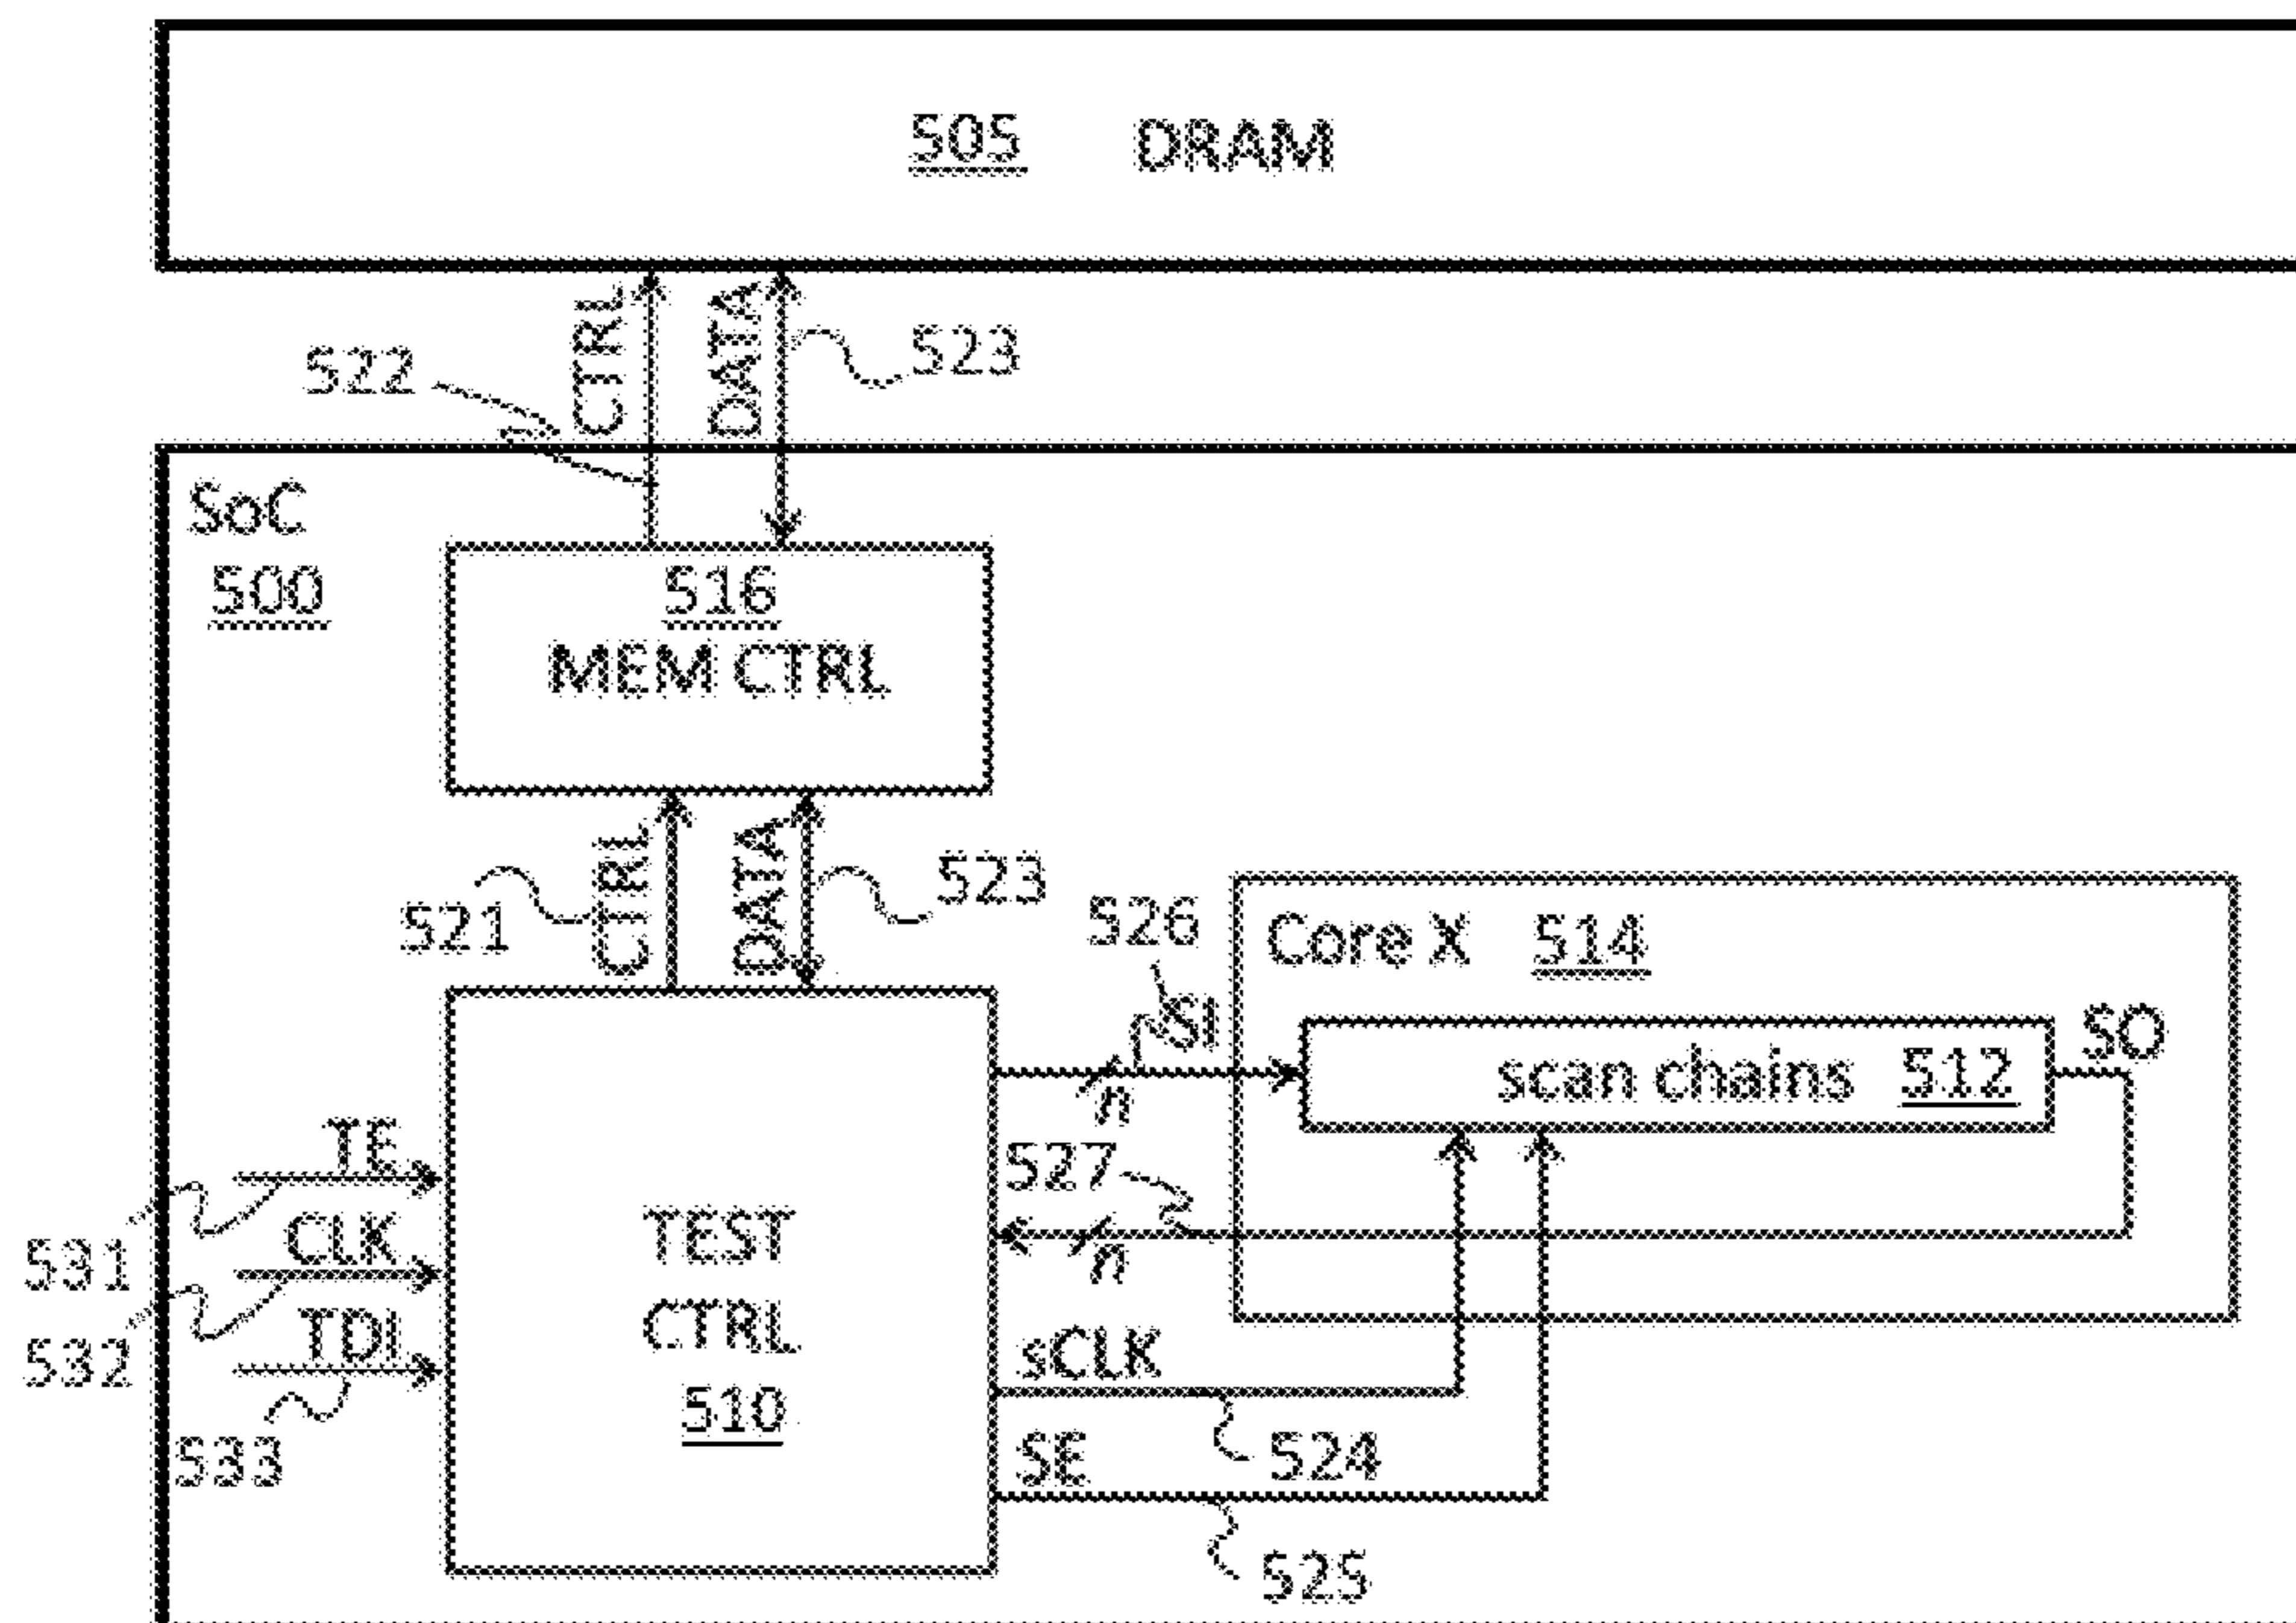 505 DRAM
CTRL
DATA
522
523
SoC
500
516
MEM CTRL
CTRL
DATA
521
523
526
Core X 514
SI
scan chains 512
SO
n
TE
527
531
CLK
TEST
CTRL
510
n
532
TDI
sCLK
533
SE
524
525